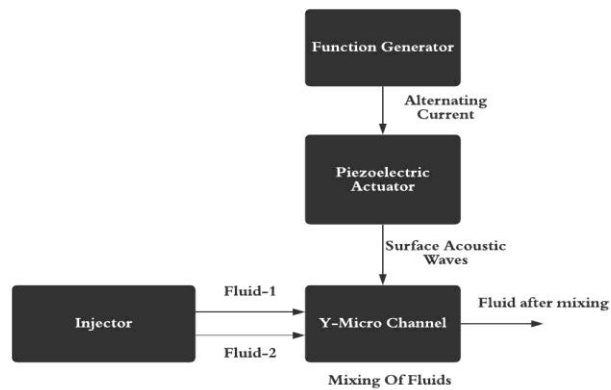 Function Generator
Alternating
Current
Piezoelectric
Actuator
Surface Acoustic
Waves
Fluid-1
Injector
Fluid-2
Y-Micro Channel
Fluid after mixing
Mixing Of Fluids